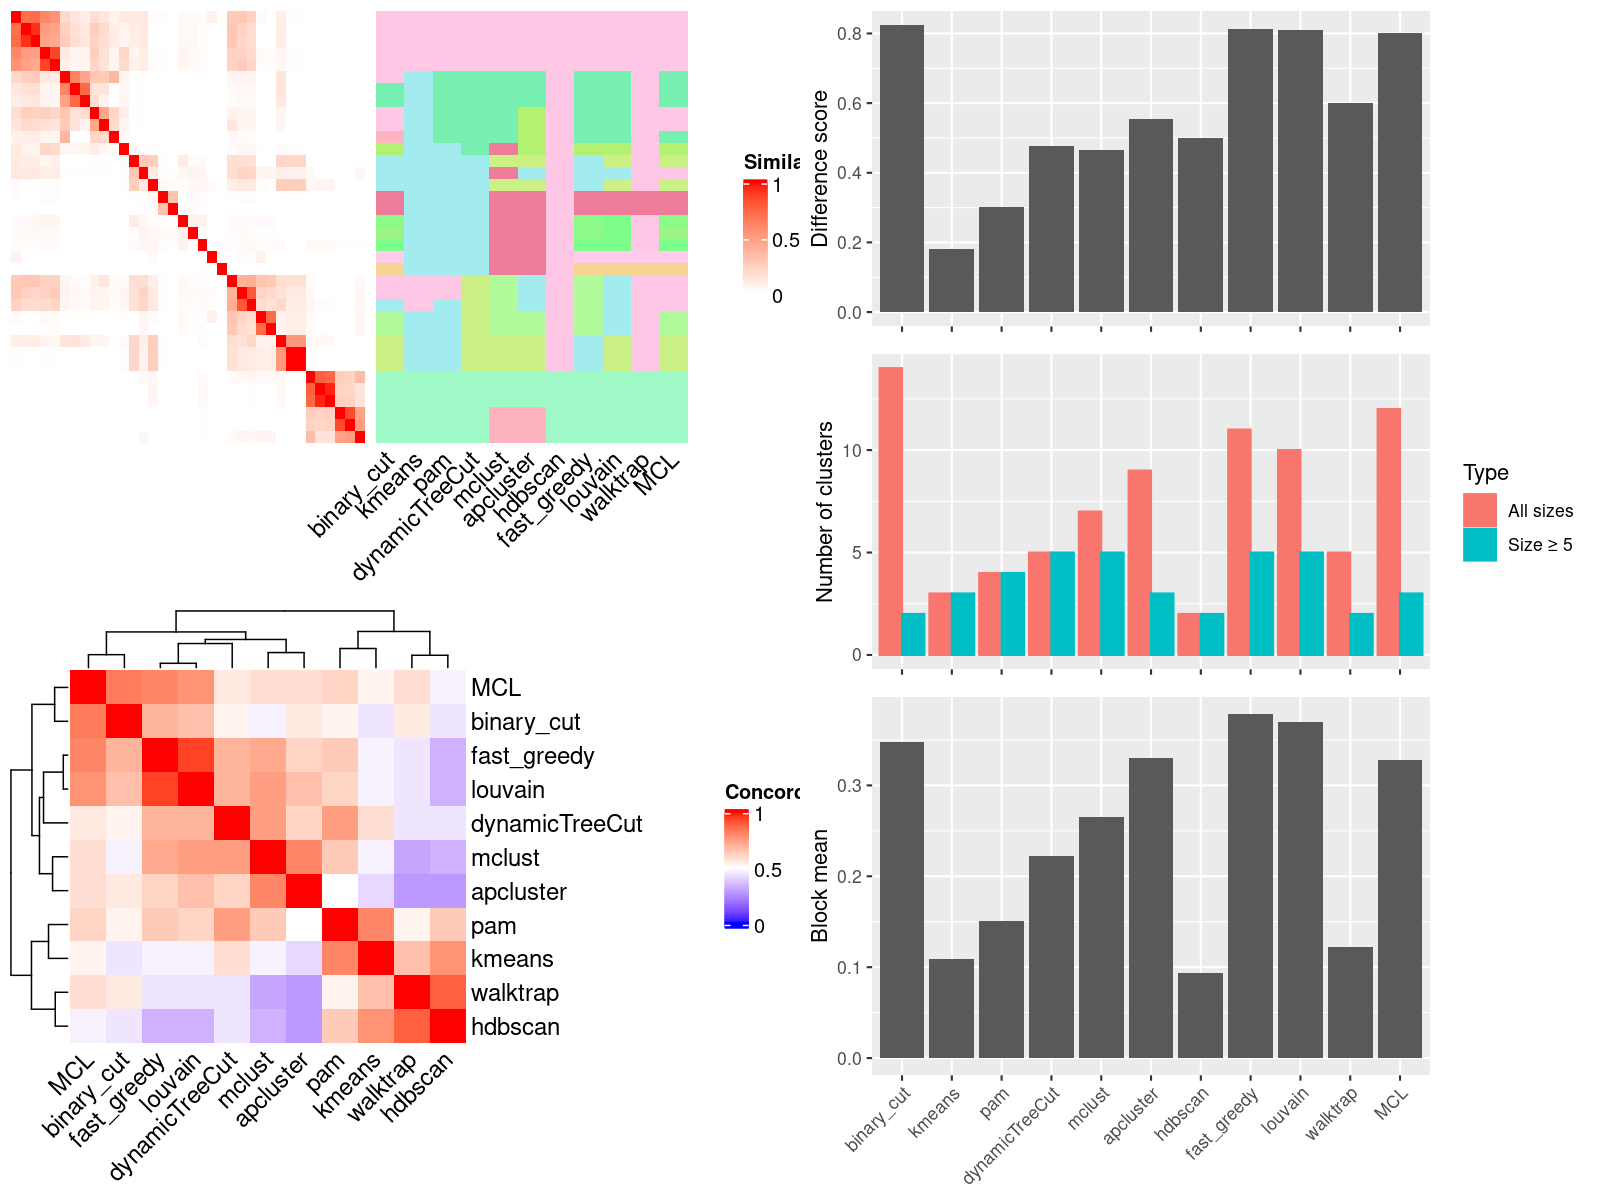 Simila
1
0.5
0
binary_cut
kmeans
pam
dynamicTreeCut
mclust
apcluster
hdbscan
fast_greedy
louvain
walktrap
MCL
MCL
binary_cut
fast_greedy
louvain
dynamicTreeCut
mclust
apcluster
pam
kmeans
walktrap
hdbscan
MCL
binary_cut
fast_greedy
louvain
dynamicTreeCut
mclust
apcluster
pam
kmeans
walktrap
hdbscan
Concord
1
0.5
0
Difference score
0.8
0.6
0.4
0.2
0.0
Number of clusters
10
5
0
Type
All sizes
Size ≥ 5
Block mean
0.3
0.2
0.1
0.0
binary_cut
kmeans
pam
dynamicTreeCut
mclust
apcluster
hdbscan
fast_greedy
louvain
walktrap
MCL